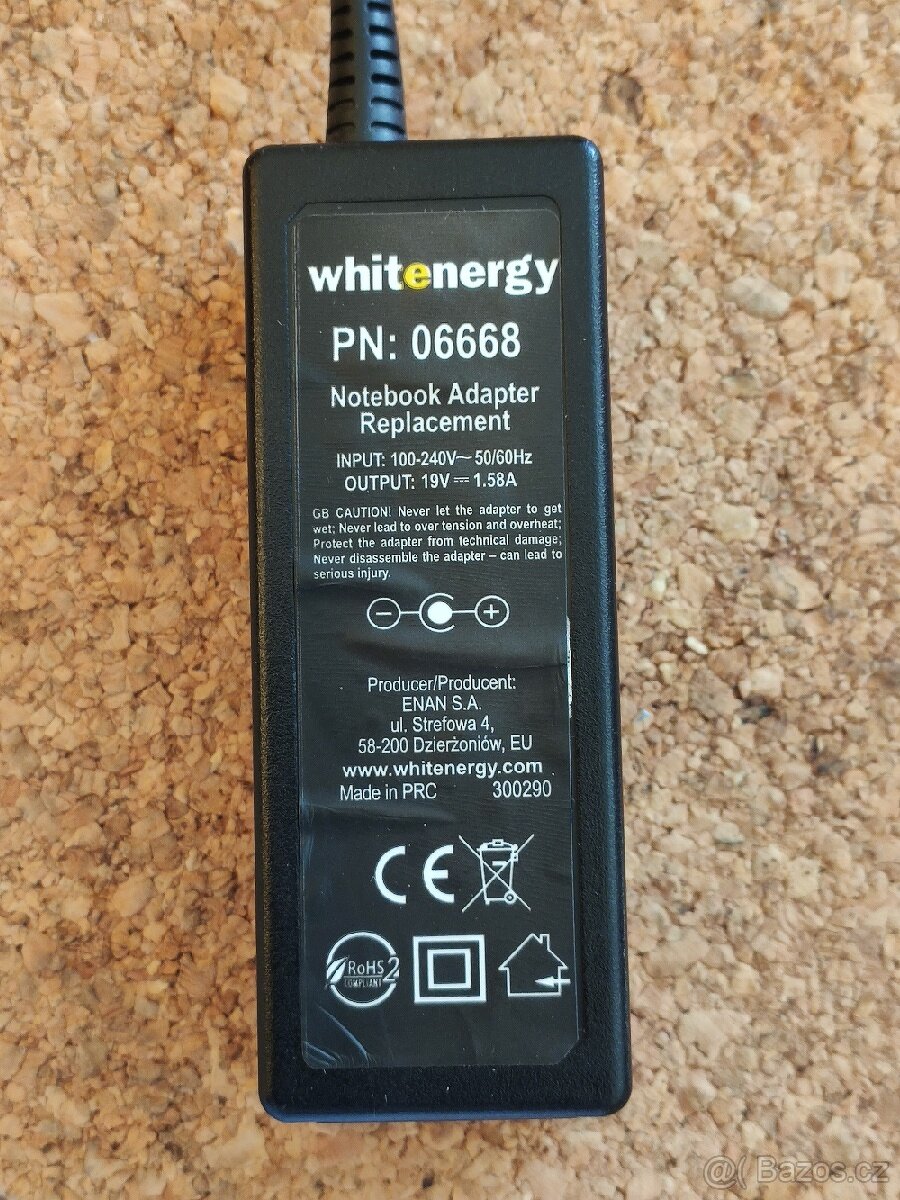 whitenergy
PN: 06668
Notebook Adapter
Replacement
INPUT: 100-240V~ 50/60Hz
OUTPUT: 19V ⎓ 1.58A
GB CAUTION! Never let the adapter to get
wet; Never lead to over tension and overheat;
Protect the adapter from technical damage;
Never disassemble the adapter – can lead to
serious injury.
Producer/Producent:
ENAN S.A.
ul. Strefowa 4,
58-200 Dzierżoniów, EU
www.whitenergy.com
Made in PRC 300290
CE
RoHS 2
COMPLIANT
@( Bazos.cz